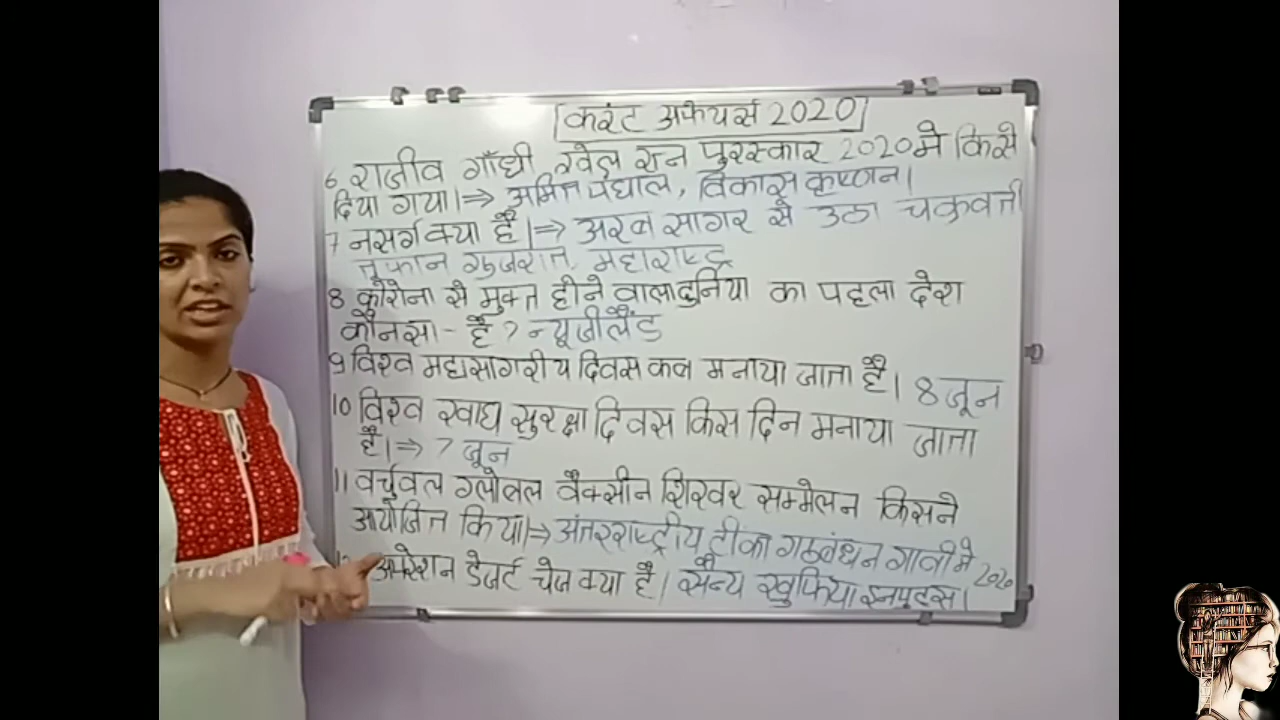 करंट अफेयर्स 2020
6 राजीव गाँधी खेल रत्न पुरस्कार 2020 मे किसे
दिया गया।⇒ अमित पंघाल, विकास कृष्णन।
7 नसर्ग क्या है।⇒ अरब सागर से उठा चक्रवती
तूफान गुजरात, महाराष्ट्र
8 कोरोना से मुक्त होने वाला दुनिया का पहला देश
कौनसा - है ? न्यूजीलैंड
9 विश्व महासागरीय दिवस कब मनाया जाता है। 8 जून
10 विश्व खाद्य सुरक्षा दिवस किस दिन मनाया जाता
है।⇒ 7 जून
11 वर्चुवल ग्लोबल वैक्सीन शिखर सम्मेलन किसने
आयोजित किया।⇒ अंतरराष्ट्रीय टीका गठबंधन गावी मे 2020
ऑपरेशन डेजर्ट चेज क्या है। सैन्य खुफिया इनपुट्स।